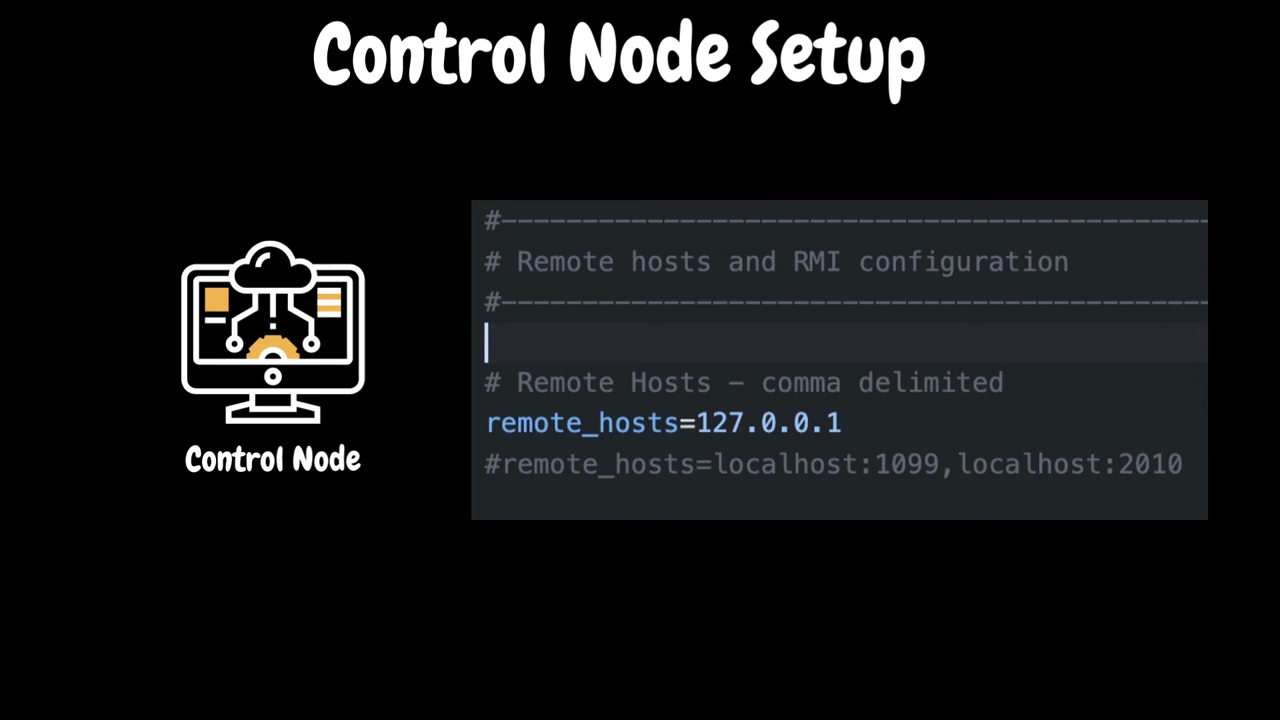 Control Node Setup
#--------------------------------------------
# Remote hosts and RMI configuration
#--------------------------------------------
# Remote Hosts - comma delimited
remote_hosts=127.0.0.1
#remote_hosts=localhost:1099,localhost:2010
Control Node